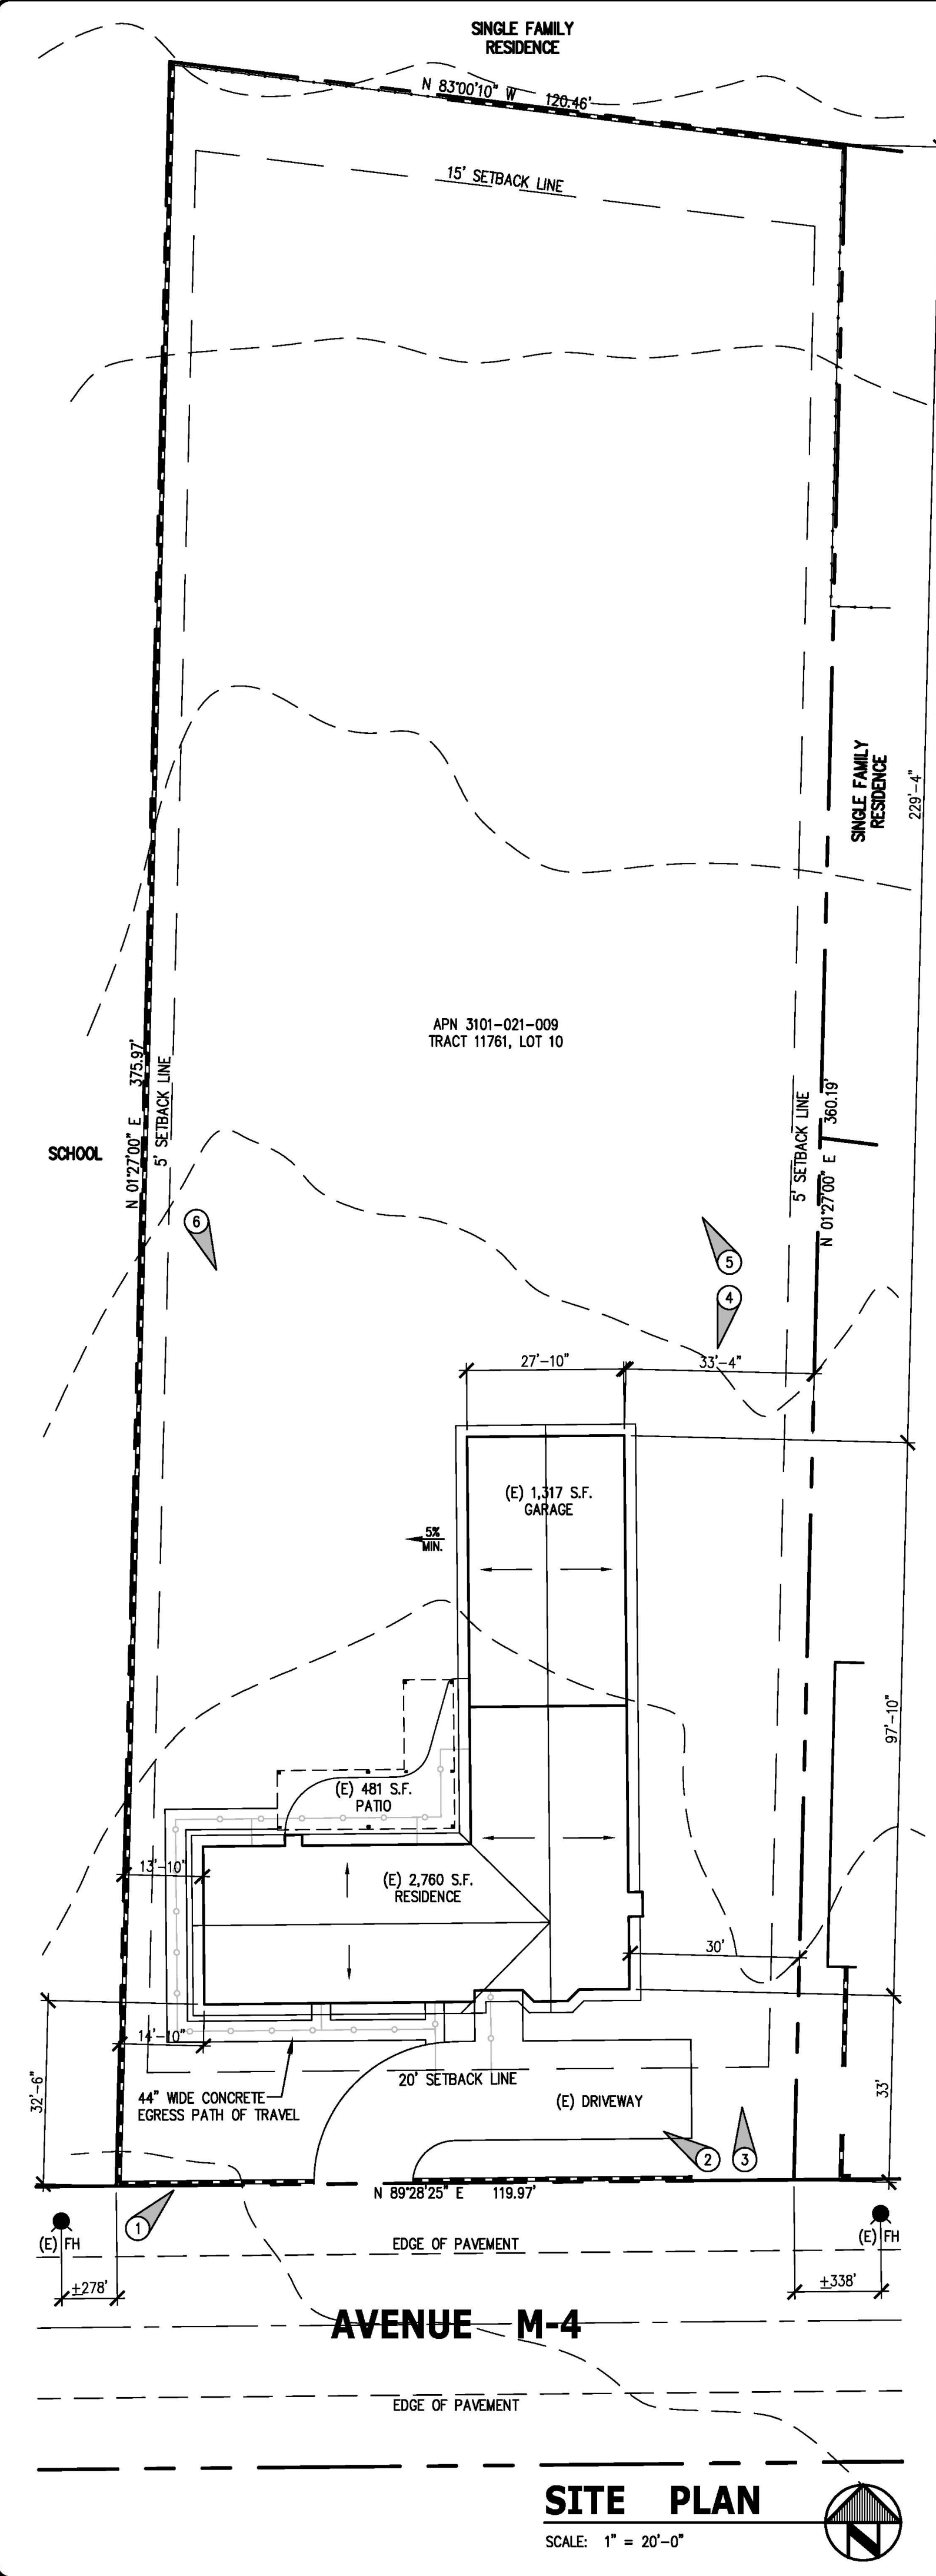 SINGLE FAMILY
RESIDENCE
N 83°00'10" W 120.46'
15' SETBACK LINE
SINGLE FAMILY
RESIDENCE
229'-4"
APN 3101-021-009
TRACT 11761, LOT 10
N 01°27'00" E 375.97'
5' SETBACK LINE
5' SETBACK LINE
N 01°27'00" E 360.19'
SCHOOL
6
5
4
27'-10"
33'-4"
(E) 1,317 S.F.
GARAGE
5%
MIN.
97'-10"
(E) 481 S.F.
PATIO
13'-10"
(E) 2,760 S.F.
RESIDENCE
30'
14'-10"
32'-6"
20' SETBACK LINE
44" WIDE CONCRETE
EGRESS PATH OF TRAVEL
(E) DRIVEWAY
33'
2
3
N 89°28'25" E 119.97'
1
(E) FH
(E) FH
EDGE OF PAVEMENT
±278'
±338'
AVENUE M-4
EDGE OF PAVEMENT
SITE PLAN
SCALE: 1" = 20'-0"
N